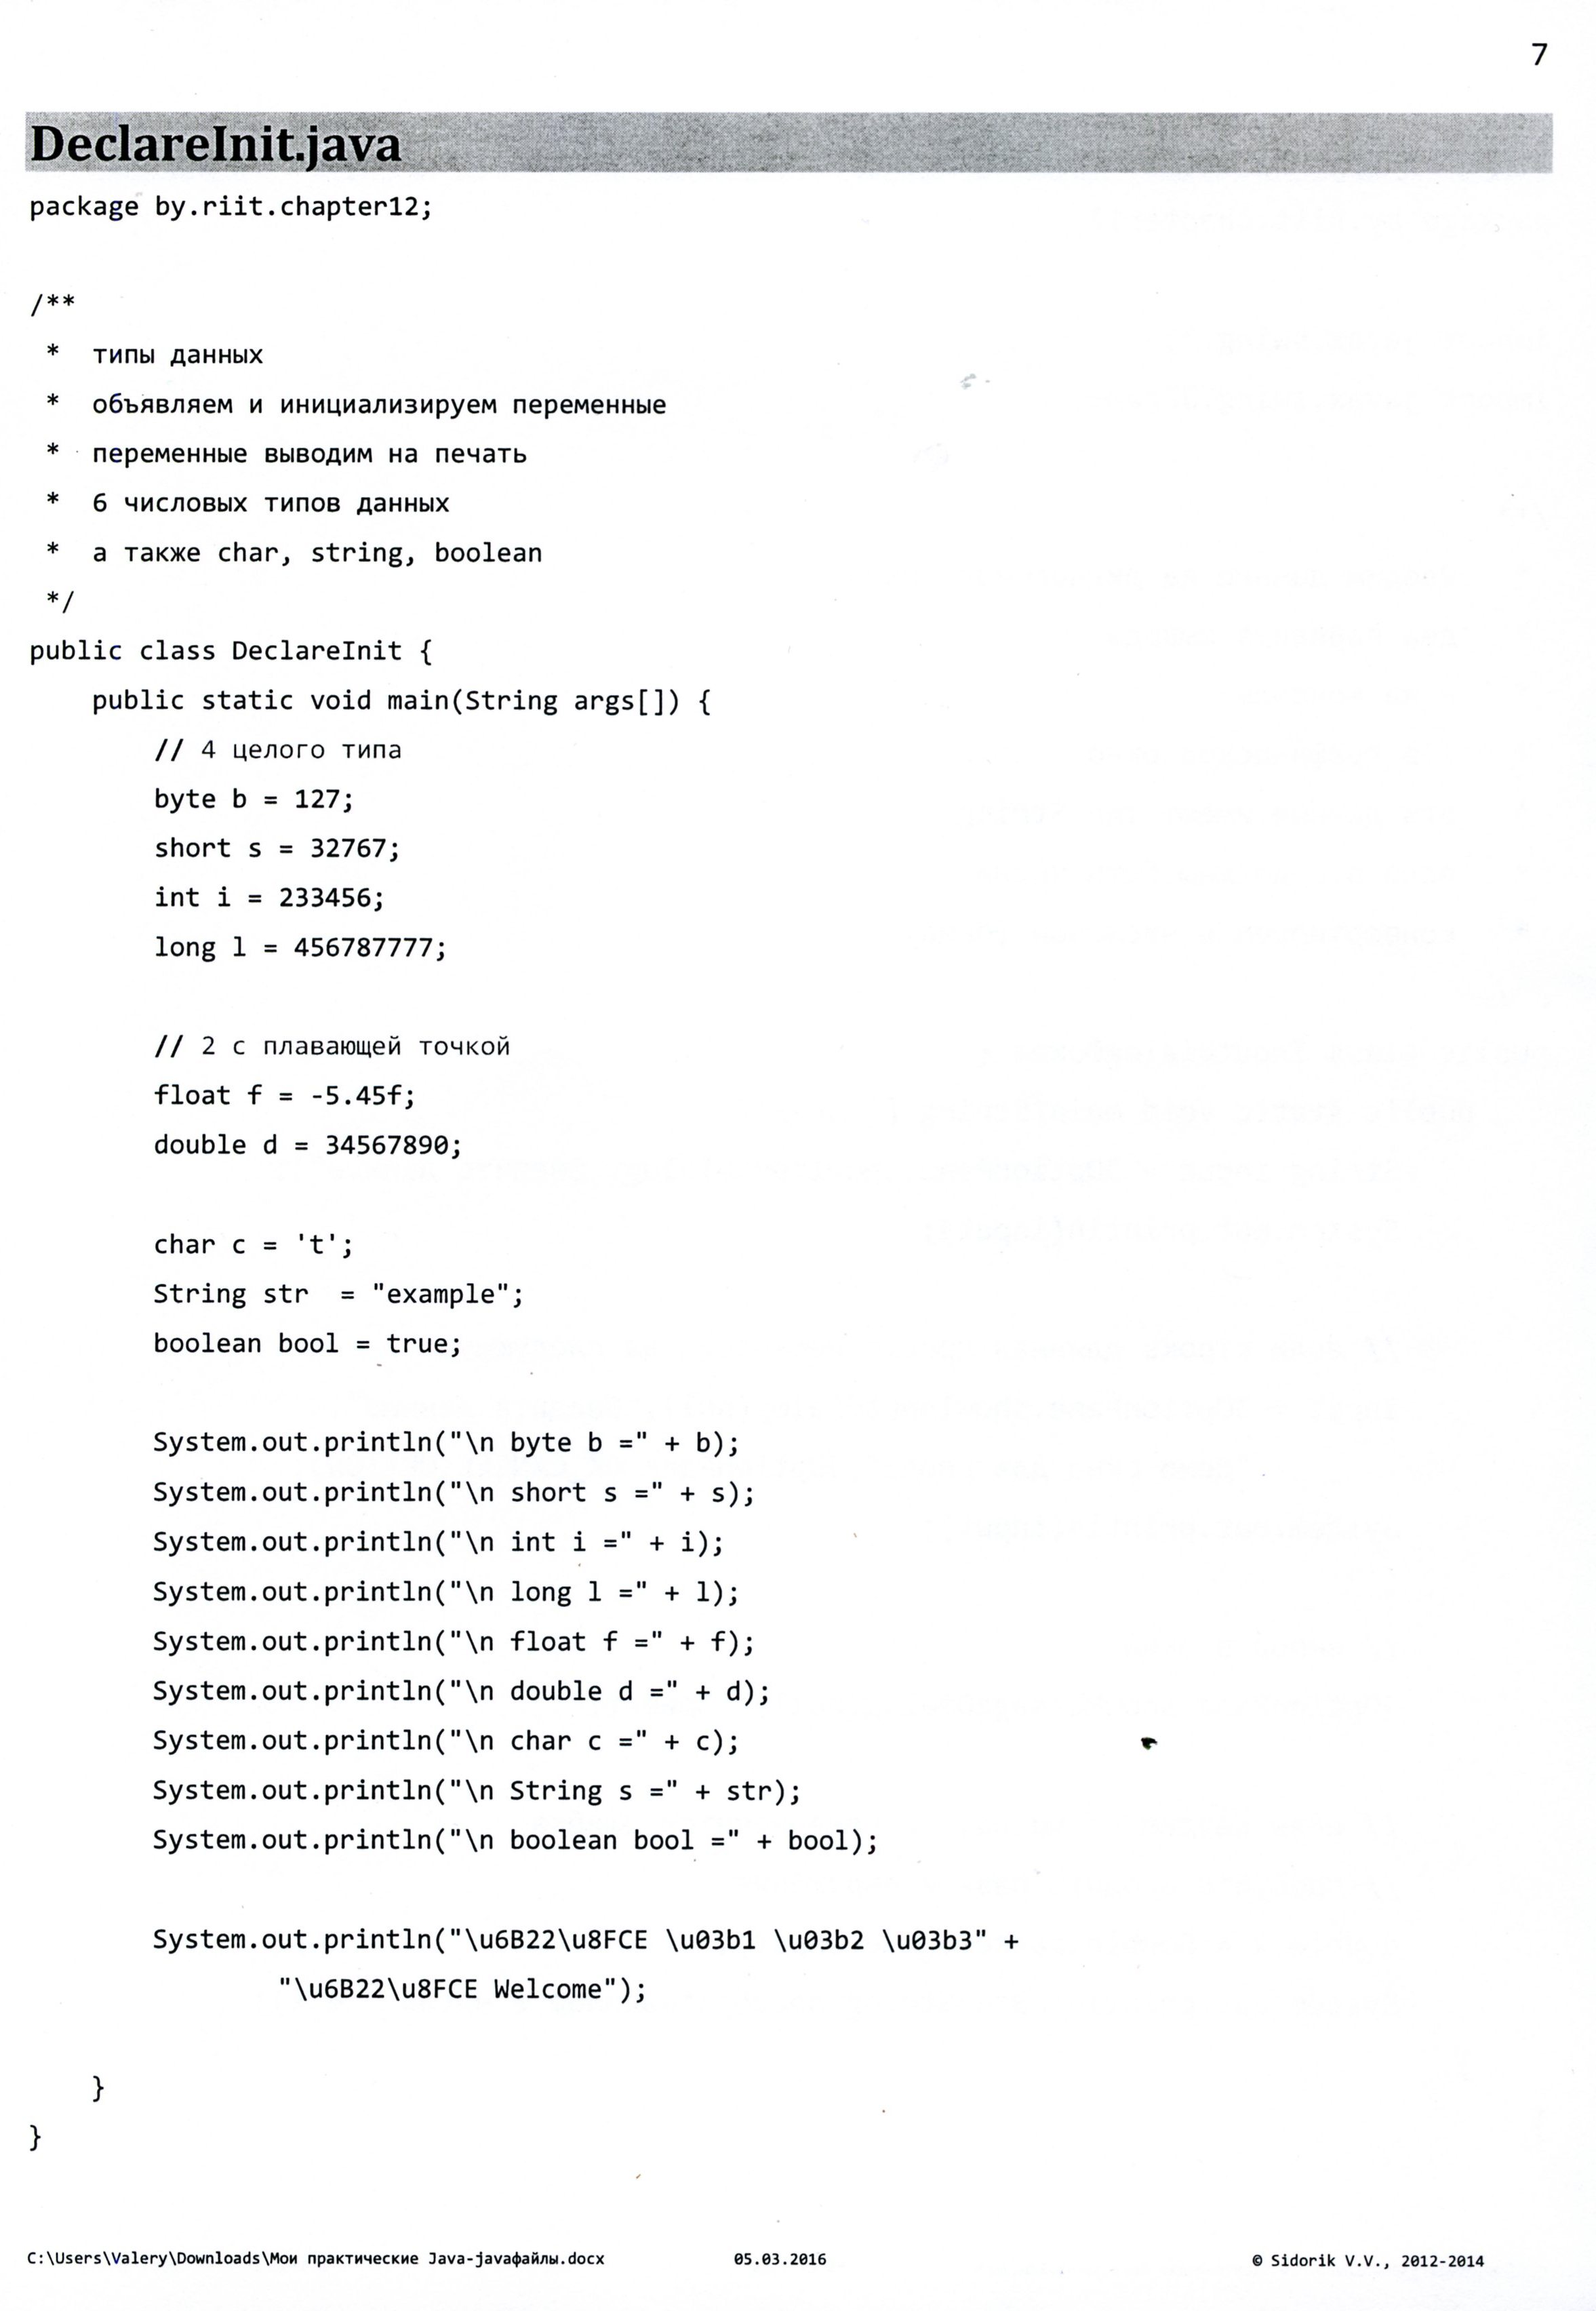 7
DeclareInit.java
package by.riit.chapter12;
/**
 *  типы данных
 *  объявляем и инициализируем переменные
 *  переменные выводим на печать
 *  6 числовых типов данных
 *  а также char, string, boolean
 */
public class DeclareInit {
    public static void main(String args[]) {
        // 4 целого типа
        byte b = 127;
        short s = 32767;
        int i = 233456;
        long l = 456787777;
        // 2 с плавающей точкой
        float f = -5.45f;
        double d = 34567890;
        char c = 't';
        String str  = "example";
        boolean bool = true;
        System.out.println("\n byte b =" + b);
        System.out.println("\n short s =" + s);
        System.out.println("\n int i =" + i);
        System.out.println("\n long l =" + l);
        System.out.println("\n float f =" + f);
        System.out.println("\n double d =" + d);
        System.out.println("\n char c =" + c);
        System.out.println("\n String s =" + str);
        System.out.println("\n boolean bool =" + bool);
        System.out.println("\u6B22\u8FCE \u03b1 \u03b2 \u03b3" +
                "\u6B22\u8FCE Welcome");
    }
}
C:\Users\Valery\Downloads\Мои практические Java-javaфайлы.docx 05.03.2016 © Sidorik V.V., 2012-2014